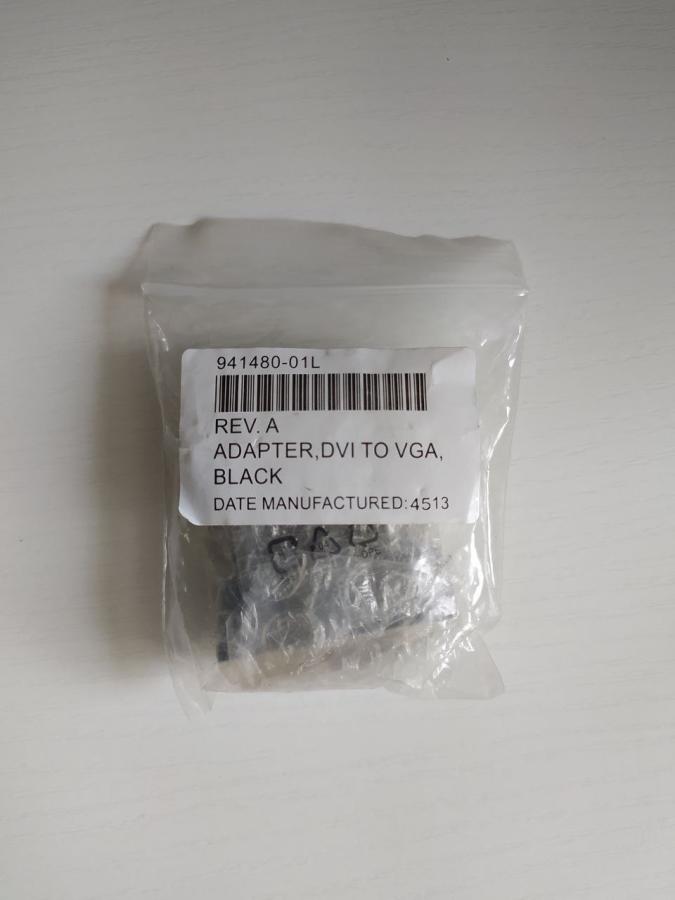 941480-01L
REV. A
ADAPTER,DVI TO VGA,
BLACK
DATE MANUFACTURED:4513